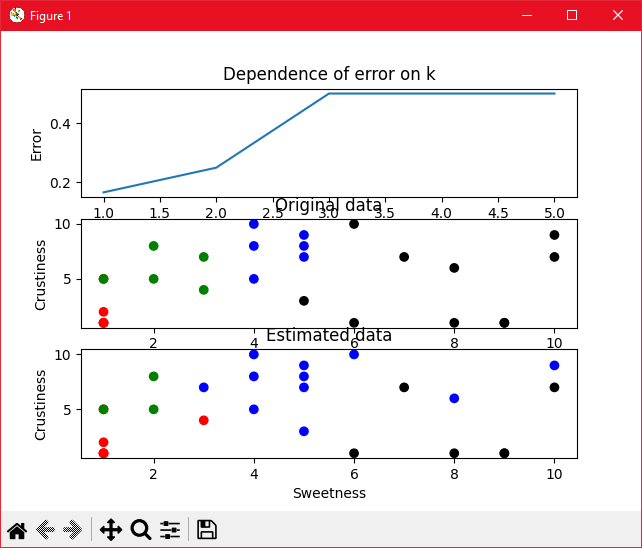 Figure 1
Dependence of error on k
Error
0.4
0.2
1.0 1.5 2.0 2.5 3.0 3.5 4.0 4.5 5.0
Original data
Crustiness
10
5
2 4 6 8 10
Estimated data
Crustiness
10
5
2 4 6 8 10
Sweetness